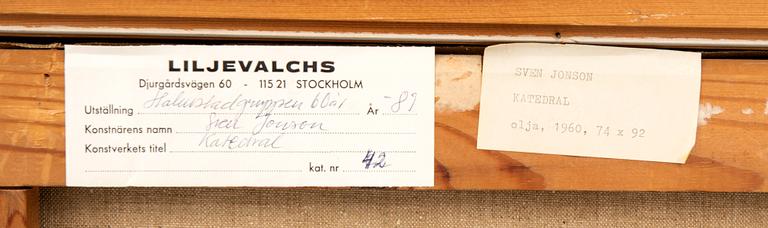 LILJEVALCHS
Djurgårdsvägen 60 - 115 21 STOCKHOLM
Utställning Halmstadgruppen 60 år År -89
Konstnärens namn Sven Jonson
Konstverkets titel Katedral
kat. nr 42
SVEN JONSON
KATEDRAL
olja, 1960, 74 x 92